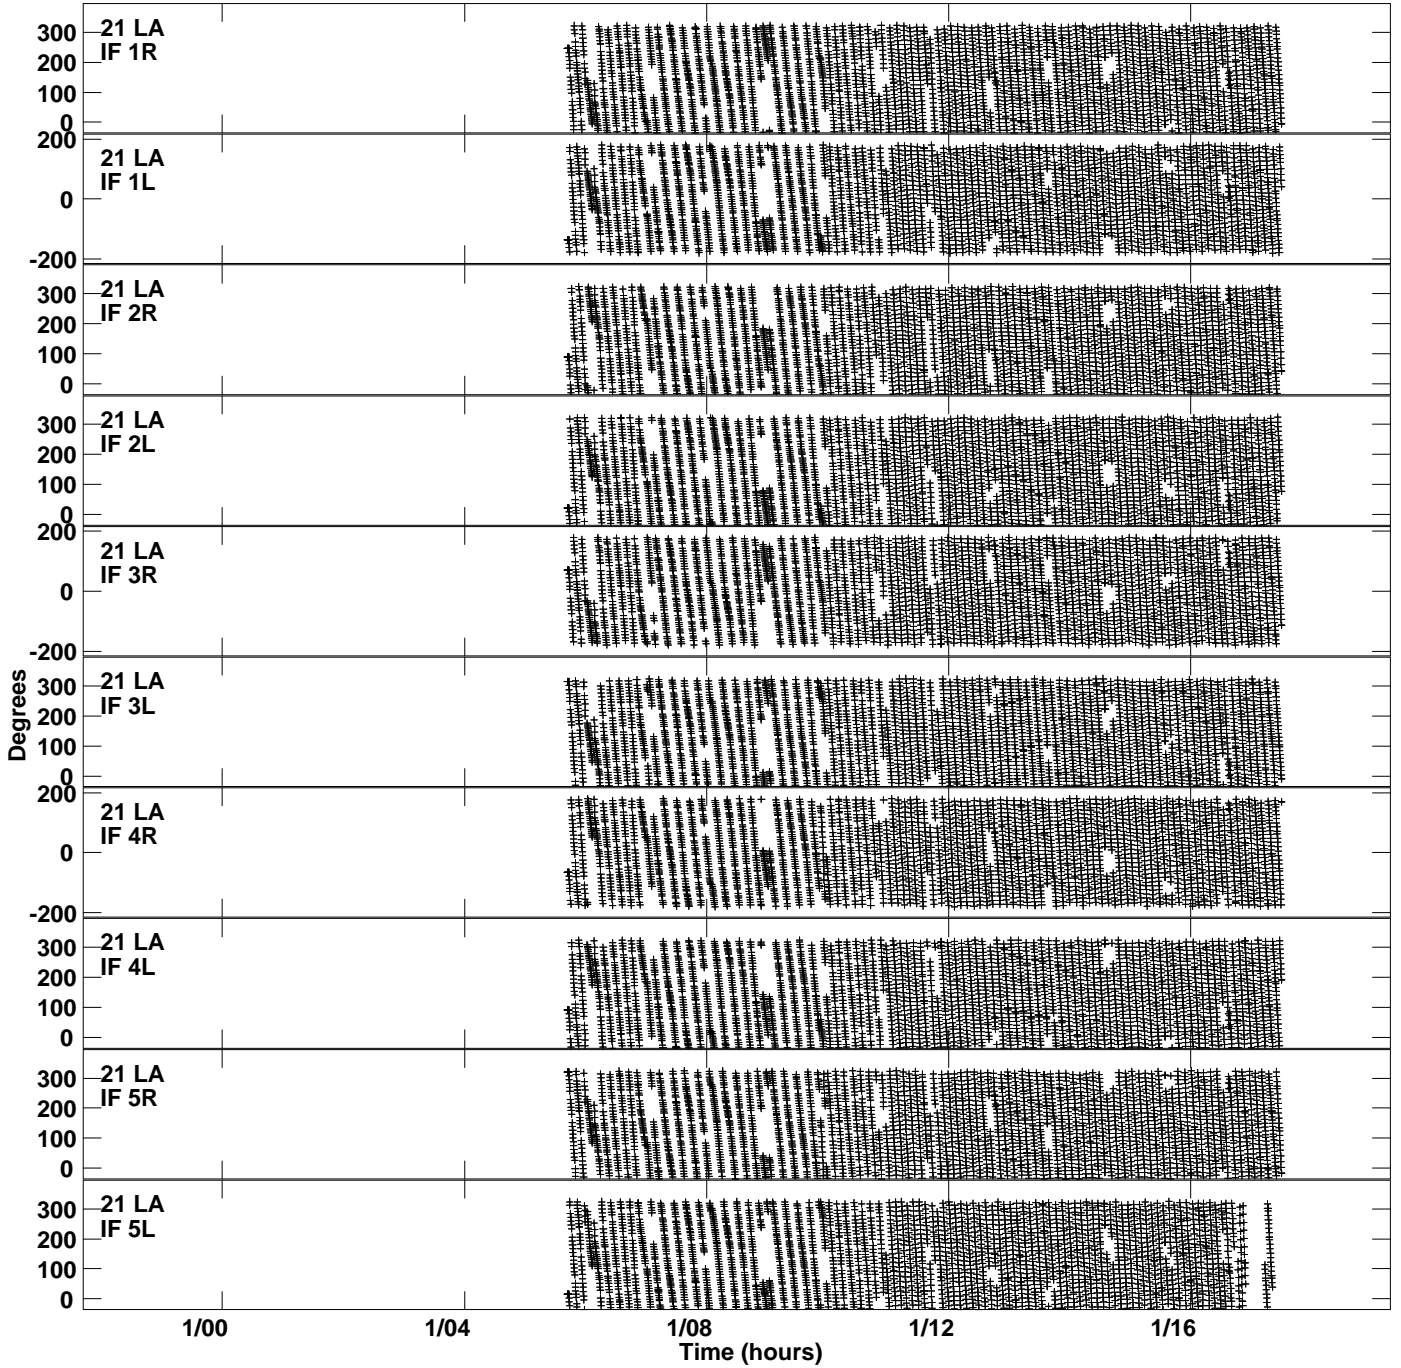 21 LA
IF 1R
300
200
100
0
21 LA
IF 1L
200
0
-200
21 LA
IF 2R
300
200
100
0
21 LA
IF 2L
300
200
100
0
21 LA
IF 3R
200
0
-200
21 LA
IF 3L
300
200
100
0
21 LA
IF 4R
200
0
-200
21 LA
IF 4L
300
200
100
0
21 LA
IF 5R
300
200
100
0
21 LA
IF 5L
300
200
100
0
Degrees
1/00 1/04 1/08 1/12 1/16
Time (hours)